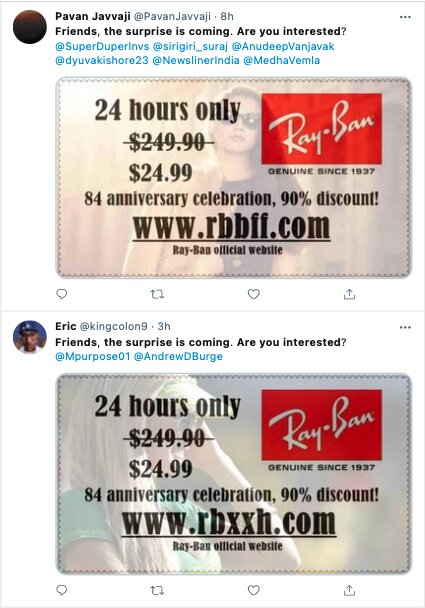 Pavan Javvaji @PavanJavvaji · 8h
Friends, the surprise is coming. Are you interested?
@SuperDuperInvs @sirigiri_suraj @AnudeepVanjavak
@dyuvakishore23 @NewslinerIndia @MedhaVemla
24 hours only
$249.90
$24.99
Ray-Ban
GENUINE SINCE 1937
84 anniversary celebration, 90% discount!
www.rbbff.com
Ray-Ban official website
Eric @kingcolon9 · 3h
Friends, the surprise is coming. Are you interested?
@Mpurpose01 @AndrewDBurge
24 hours only
$249.90
$24.99
Ray-Ban
GENUINE SINCE 1937
84 anniversary celebration, 90% discount!
www.rbxxh.com
Ray-Ban official website